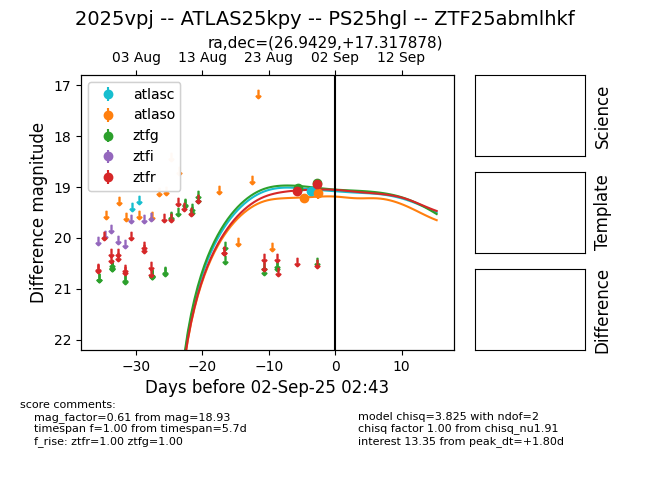 2025vpj -- ATLAS25kpy -- PS25hgl -- ZTF25abmlhkf
ra,dec=(26.9429,+17.317878)
03 Aug 13 Aug 23 Aug 02 Sep 12 Sep
17
18
19
20
21
22
Difference magnitude
atlasc
atlaso
ztfg
ztfi
ztfr
−30 −20 −10 0 10
Days before 02-Sep-25 02:43
Science
Template
Difference
score comments:
mag_factor=0.61 from mag=18.93
timespan f=1.00 from timespan=5.7d
f_rise: ztfr=1.00 ztfg=1.00
model chisq=3.825 with ndof=2
chisq factor 1.00 from chisq_nu1.91
interest 13.35 from peak_dt=+1.80d